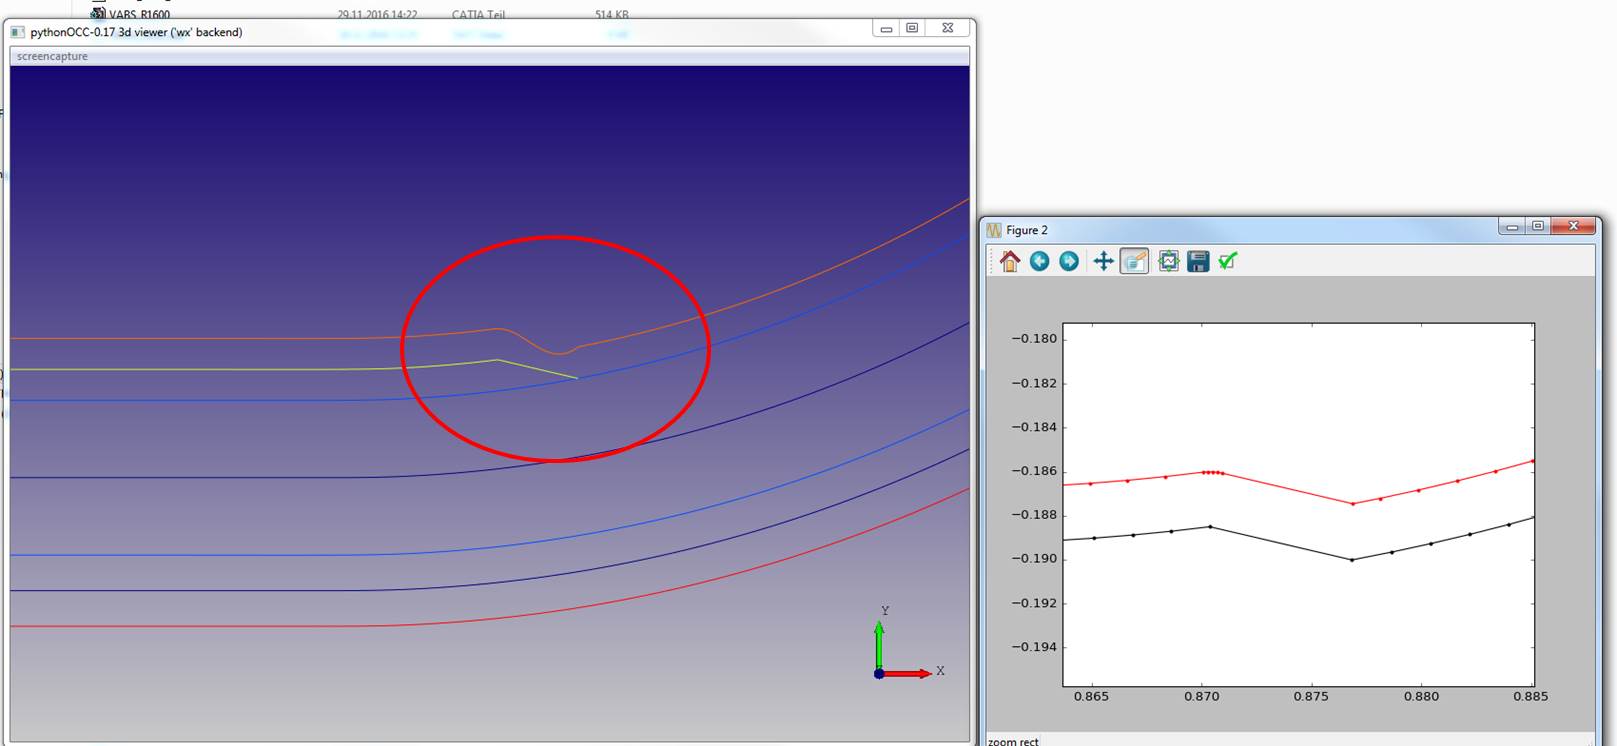 VABS_R1600 29.11.2016 14:22 CATIA Teil 514 KB
pythonOCC-0.17 3d viewer ('wx' backend)
screencapture
Y
X
Figure 2
−0.180
−0.182
−0.184
−0.186
−0.188
−0.190
−0.192
−0.194
0.865 0.870 0.875 0.880 0.885
zoom rect